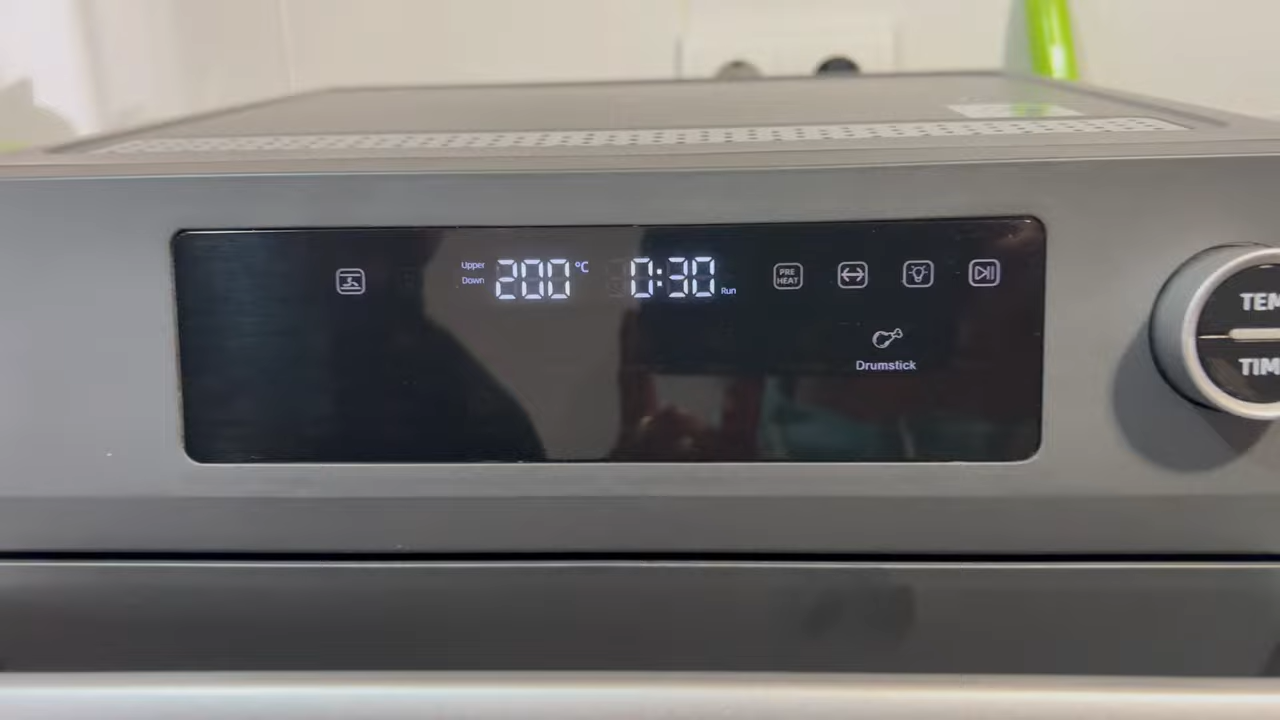 Upper
Down
200 °C
0:30
Run
PRE
HEAT
Drumstick
TEM
TIM